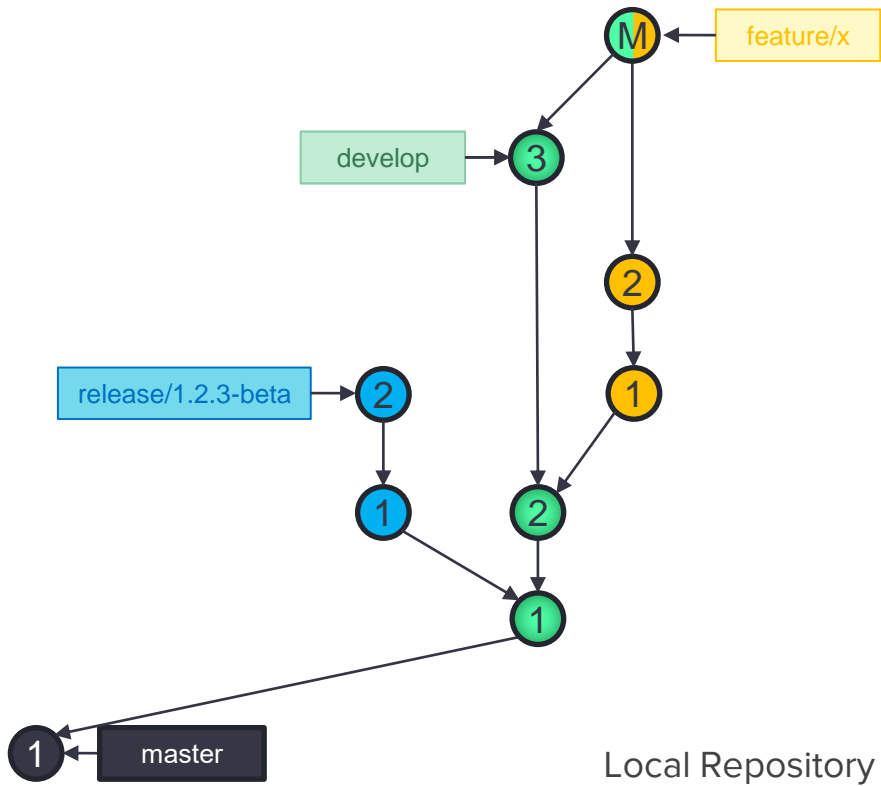 M
feature/x
develop
3
2
release/1.2.3-beta
2
1
1
2
1
1
master
Local Repository